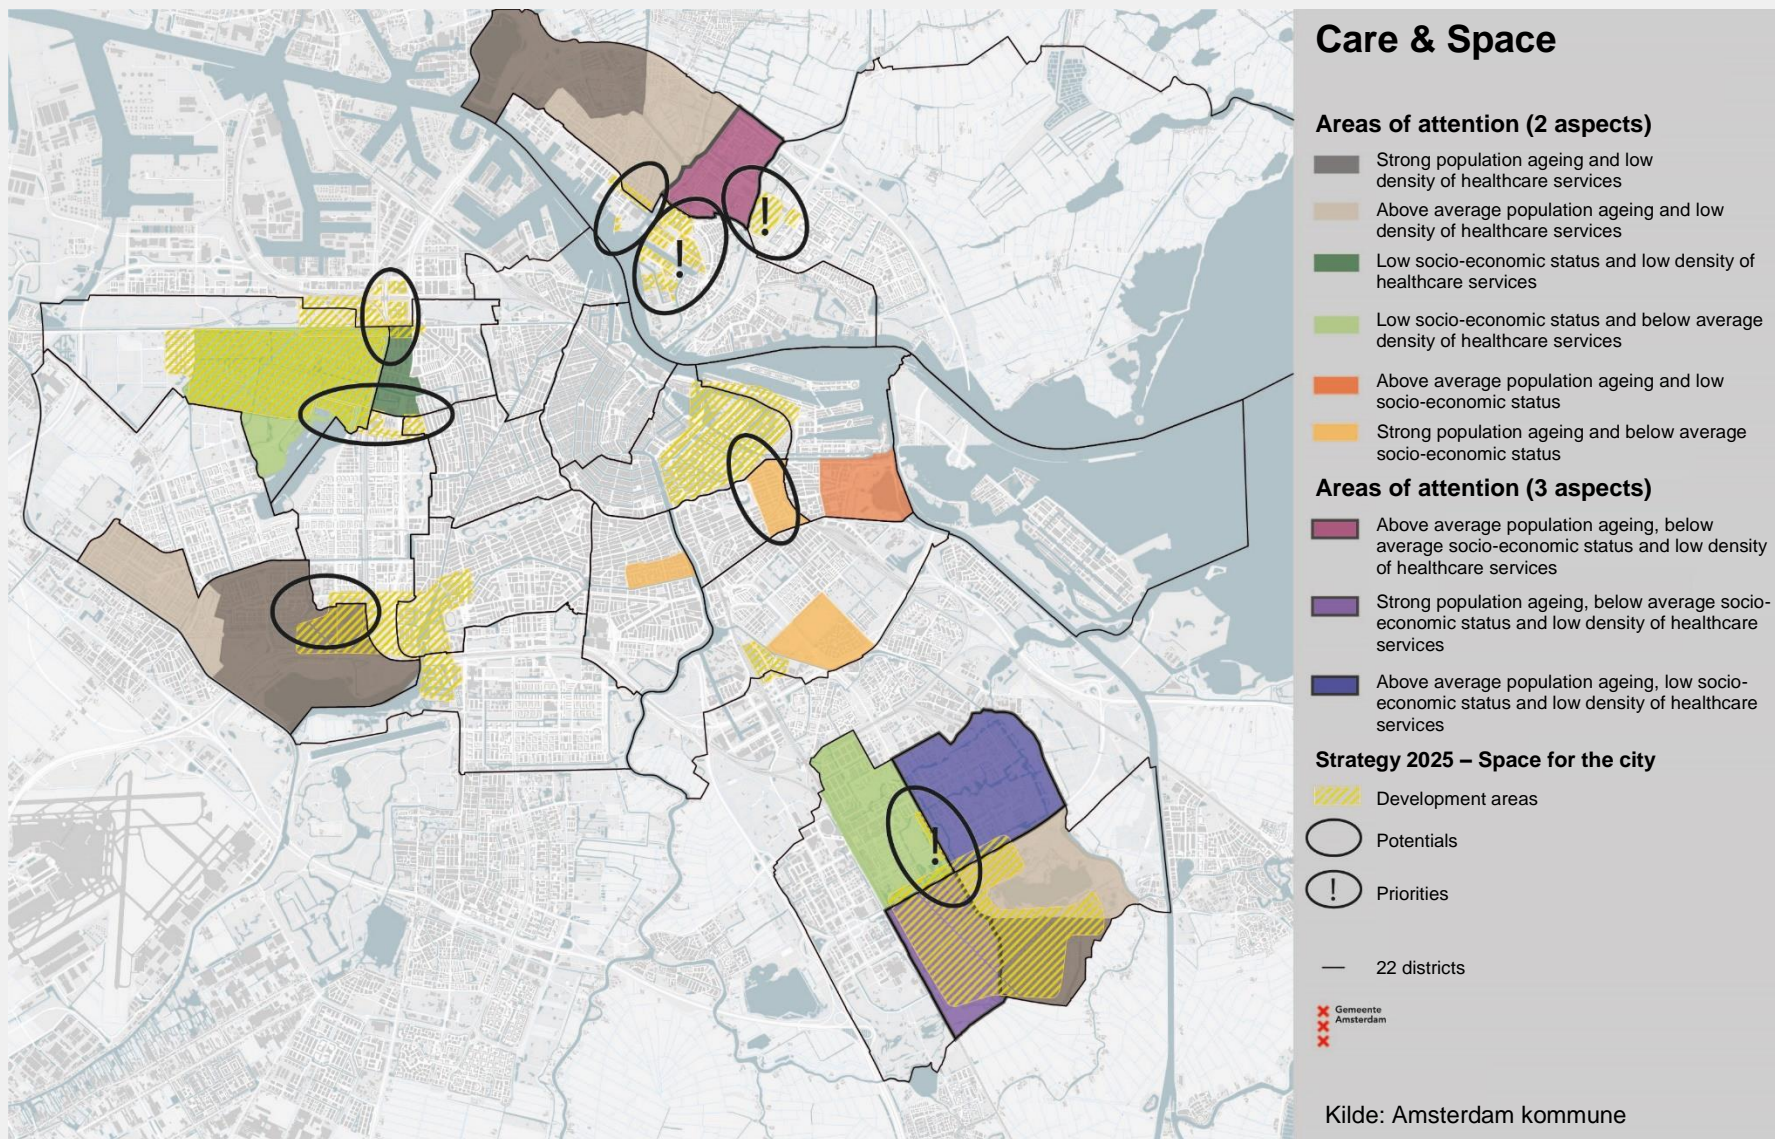 Care & Space
Areas of attention (2 aspects)
Strong population ageing and low
density of healthcare services
Above average population ageing and low
density of healthcare services
Low socio-economic status and low density of
healthcare services
Low socio-economic status and below average
density of healthcare services
Above average population ageing and low
socio-economic status
Strong population ageing and below average
socio-economic status
Areas of attention (3 aspects)
Above average population ageing, below
average socio-economic status and low density
of healthcare services
Strong population ageing, below average socio-
economic status and low density of healthcare
services
Above average population ageing, low socio-
economic status and low density of healthcare
services
Strategy 2025 – Space for the city
Development areas
Potentials
!
Priorities
22 districts
Gemeente
Amsterdam
Kilde: Amsterdam kommune
!
!
!